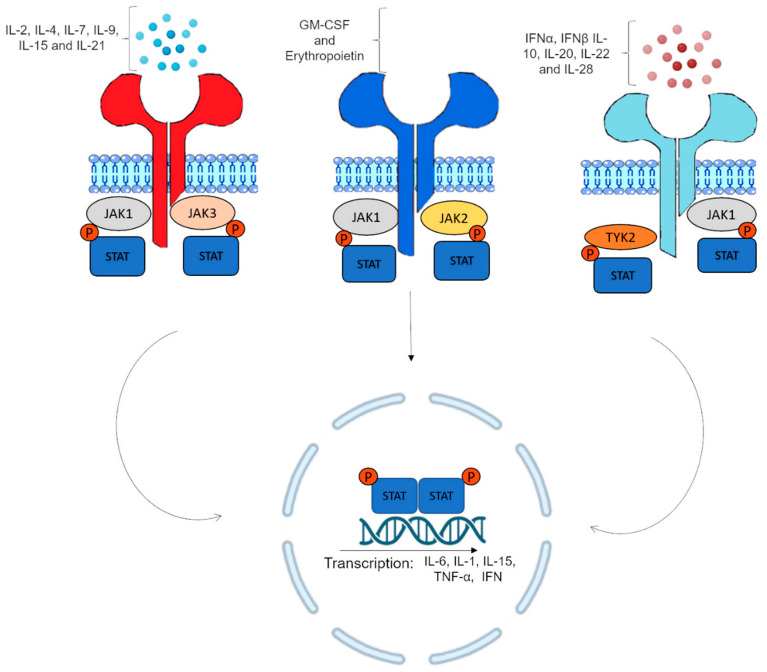 IL-2, IL-4, IL-7, IL-9,
IL-15 and IL-21
GM-CSF
and
Erythropoietin
IFNα, IFNβ IL-
10, IL-20, IL-22
and IL-28
JAK1
JAK3
P
P
STAT
STAT
JAK1
JAK2
P
P
STAT
STAT
TYK2
JAK1
P
P
STAT
STAT
P
P
STAT
STAT
Transcription:
IL-6, IL-1, IL-15,
TNF-α, IFN